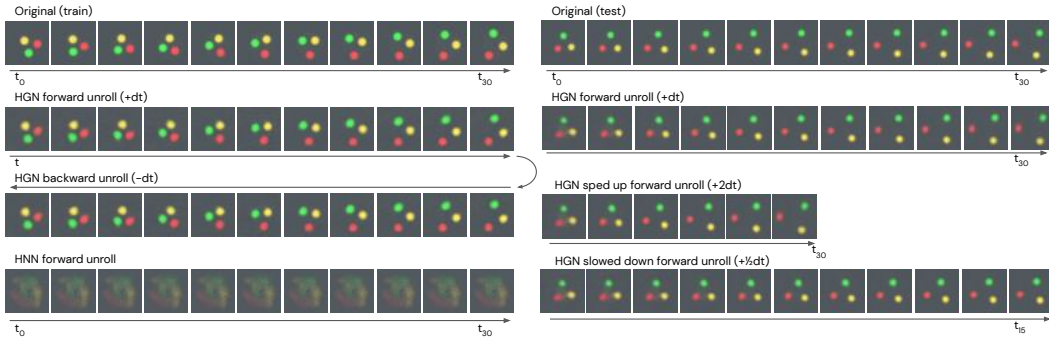 Original (train)
t0
t30
HGN forward unroll (+dt)
t
HGN backward unroll (-dt)
HNN forward unroll
t0
t30
Original (test)
t0
t30
HGN forward unroll (+dt)
t30
HGN sped up forward unroll (+2dt)
t30
HGN slowed down forward unroll (+½dt)
t15